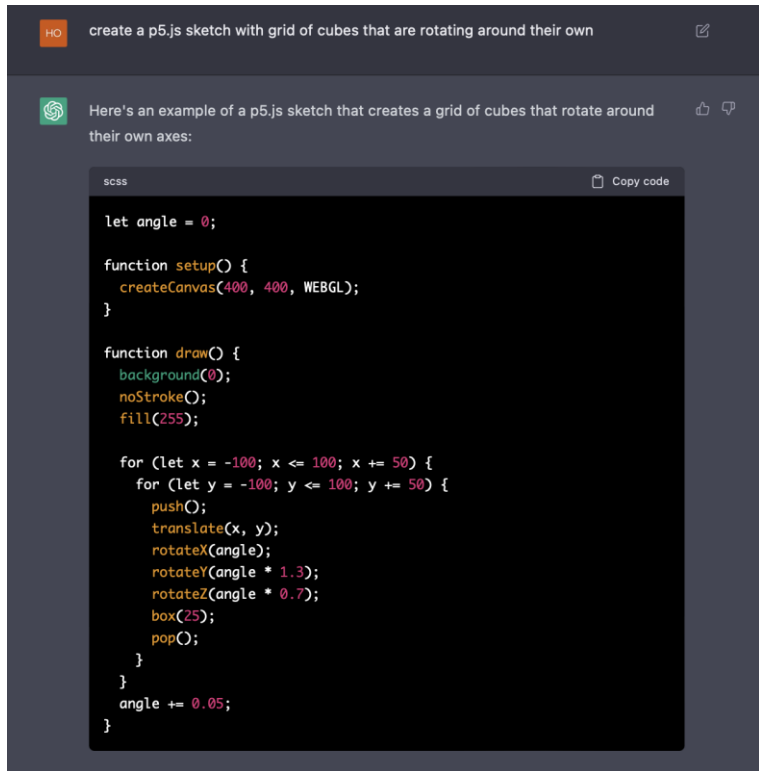 HO
create a p5.js sketch with grid of cubes that are rotating around their own
Here's an example of a p5.js sketch that creates a grid of cubes that rotate around
their own axes:
scss Copy code
let angle = 0;
function setup() {
  createCanvas(400, 400, WEBGL);
}
function draw() {
  background(0);
  noStroke();
  fill(255);
  for (let x = -100; x <= 100; x += 50) {
    for (let y = -100; y <= 100; y += 50) {
      push();
      translate(x, y);
      rotateX(angle);
      rotateY(angle * 1.3);
      rotateZ(angle * 0.7);
      box(25);
      pop();
    }
  }
  angle += 0.05;
}